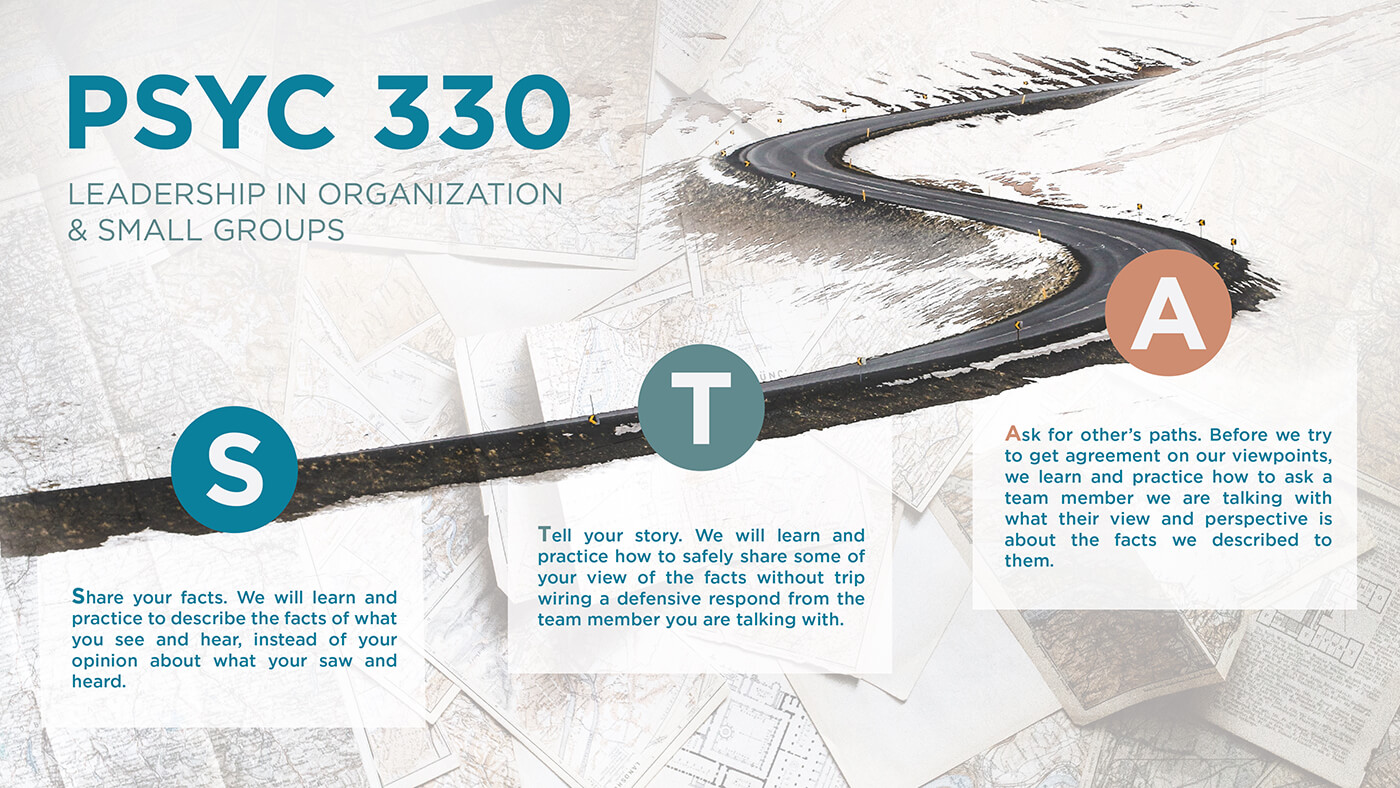 PSYC 330
LEADERSHIP IN ORGANIZATION
& SMALL GROUPS
S
Share your facts. We will learn and
practice to describe the facts of what
you see and hear, instead of your
opinion about what your saw and
heard.
T
Tell your story. We will learn and
practice how to safely share some of
your view of the facts without trip
wiring a defensive respond from the
team member you are talking with.
A
Ask for other's paths. Before we try
to get agreement on our viewpoints,
we learn and practice how to ask a
team member we are talking with
what their view and perspective is
about the facts we described to
them.